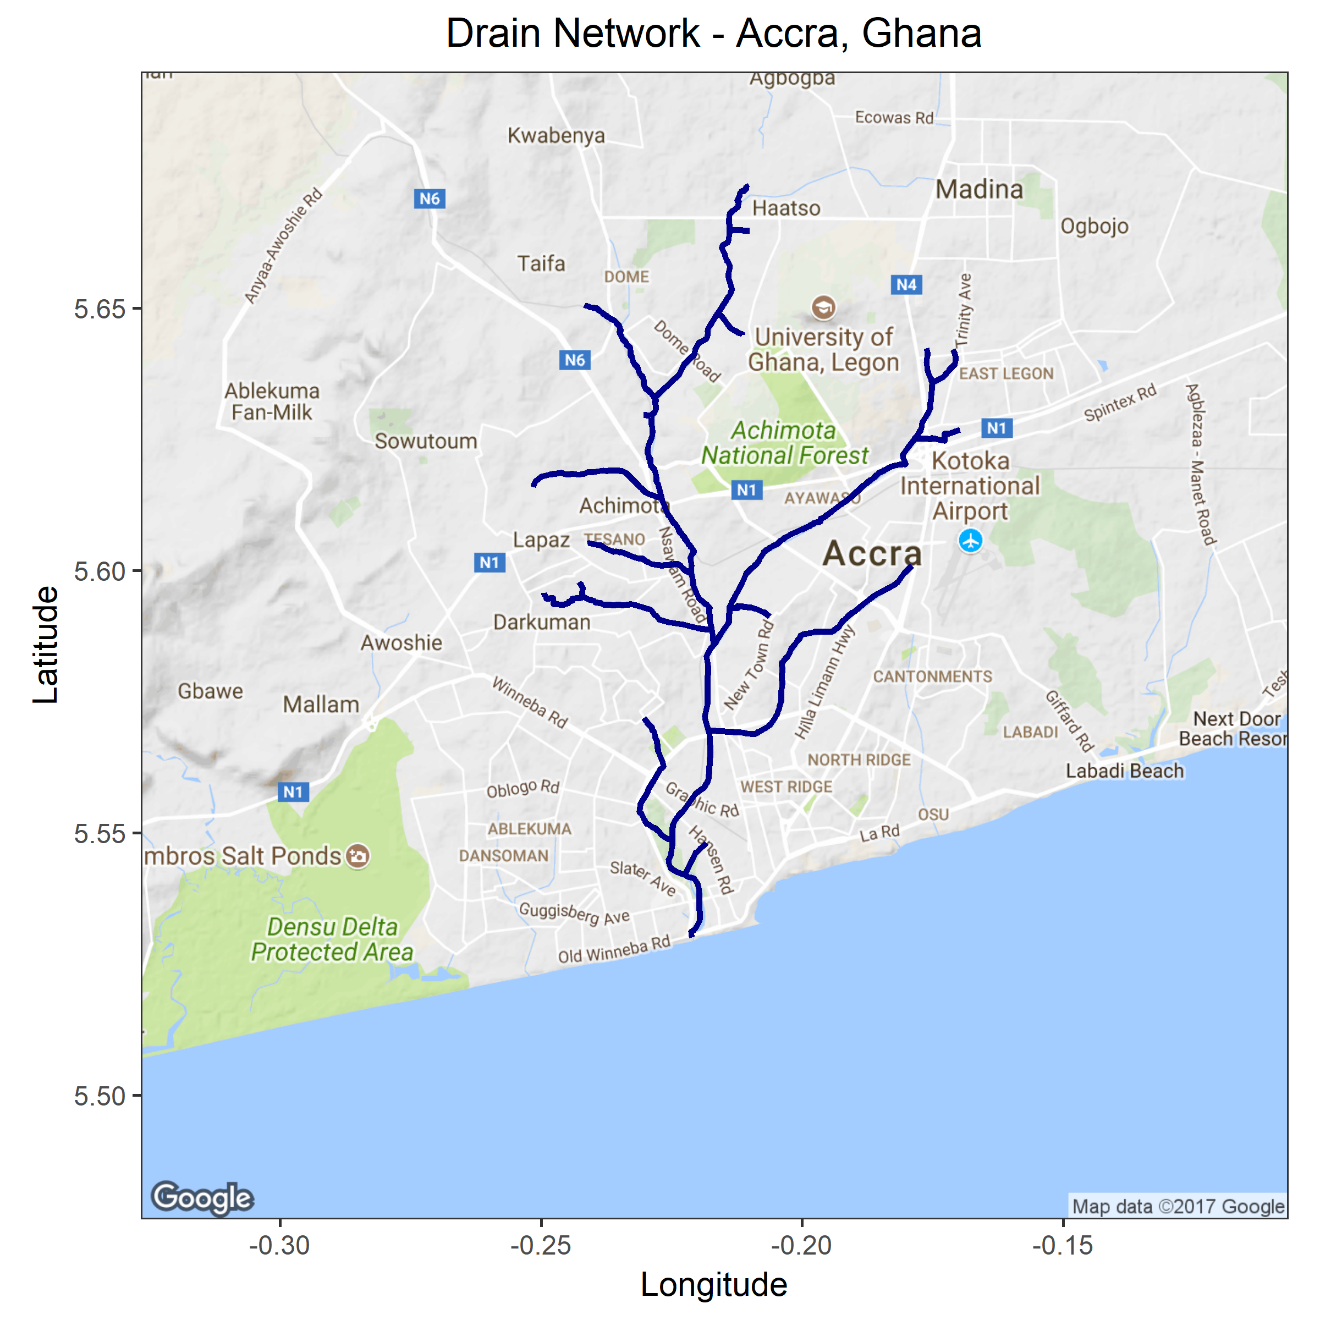 Drain Network - Accra, Ghana
Agbogba
Ecowas Rd
Kwabenya
N6
Madina
Haatso
Ogbojo
Anyaa-Awoshie Rd
Taifa
DOME
N4
Trinity Ave
5.65
Dome Road
University of
Ghana, Legon
N6
EAST LEGON
Ablekuma
Fan-Milk
Spintex Rd
Agblezaa - Manet Road
Sowutoum
Achimota
National Forest
N1
Kotoka
International
Airport
N1
AYAWASO
Achimota
Lapaz
TESANO
Nsawam Road
Accra
N1
5.60
Darkuman
Awoshie
New Town Rd
Hilla Limann Hwy
CANTONMENTS
Gbawe
Mallam
Winneba Rd
Giffard Rd
LABADI
Next Door
Beach Resor
Labadi Beach
NORTH RIDGE
WEST RIDGE
N1
Oblogo Rd
Graphic Rd
OSU
5.55
ABLEKUMA
La Rd
DANSOMAN
mbros Salt Ponds
Hansen Rd
Slater Ave
Guggisberg Ave
Densu Delta
Protected Area
Old Winneba Rd
5.50
Google
Map data ©2017 Google
-0.30
-0.25
-0.20
-0.15
Longitude
Latitude